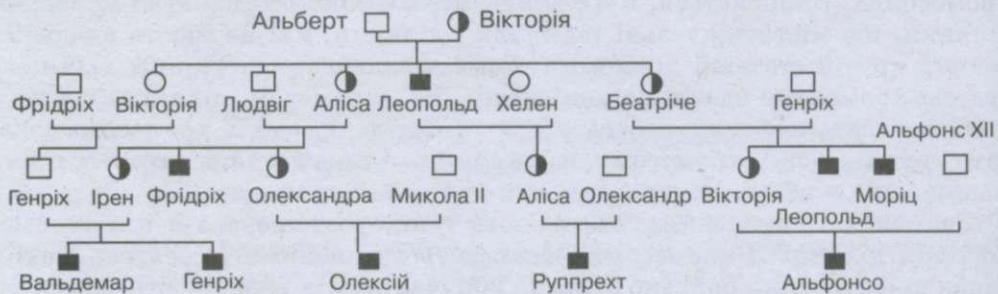 Альберт Вікторія
Фрідріх Вікторія Людвіг Аліса Леопольд Хелен Беатріче Генріх
Альфонс XII
Генріх Ірен Фрідріх Олександра Микола ІІ Аліса Олександр Вікторія Моріц
Леопольд
Вальдемар Генріх Олексій Руппрехт Альфонсо